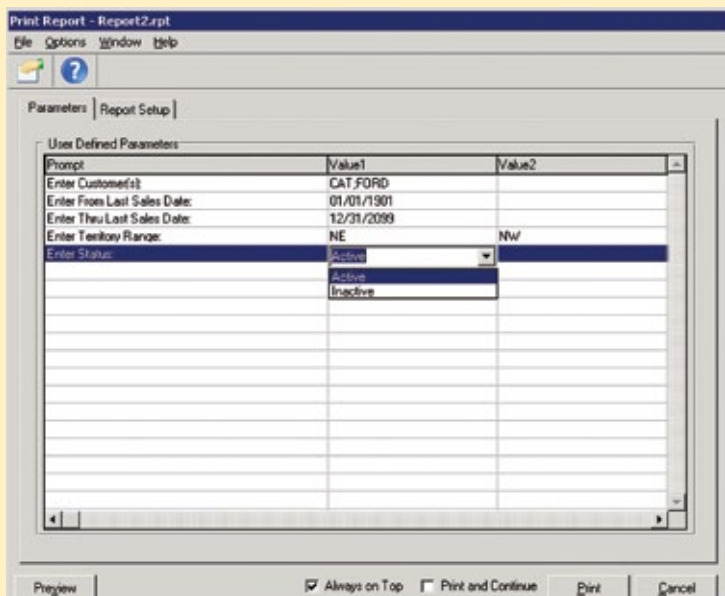 Print Report - Report2.rpt
File Options Window Help
Parameters Report Setup
User Defined Parameters
Prompt Value1 Value2
Enter Customer(s): CAT;FORD
Enter From Last Sales Date: 01/01/1901
Enter Thru Last Sales Date: 12/31/2099
Enter Territory Range: NE NW
Enter Status: Active
Active
Inactive
Preview Always on Top Print and Continue Print Cancel